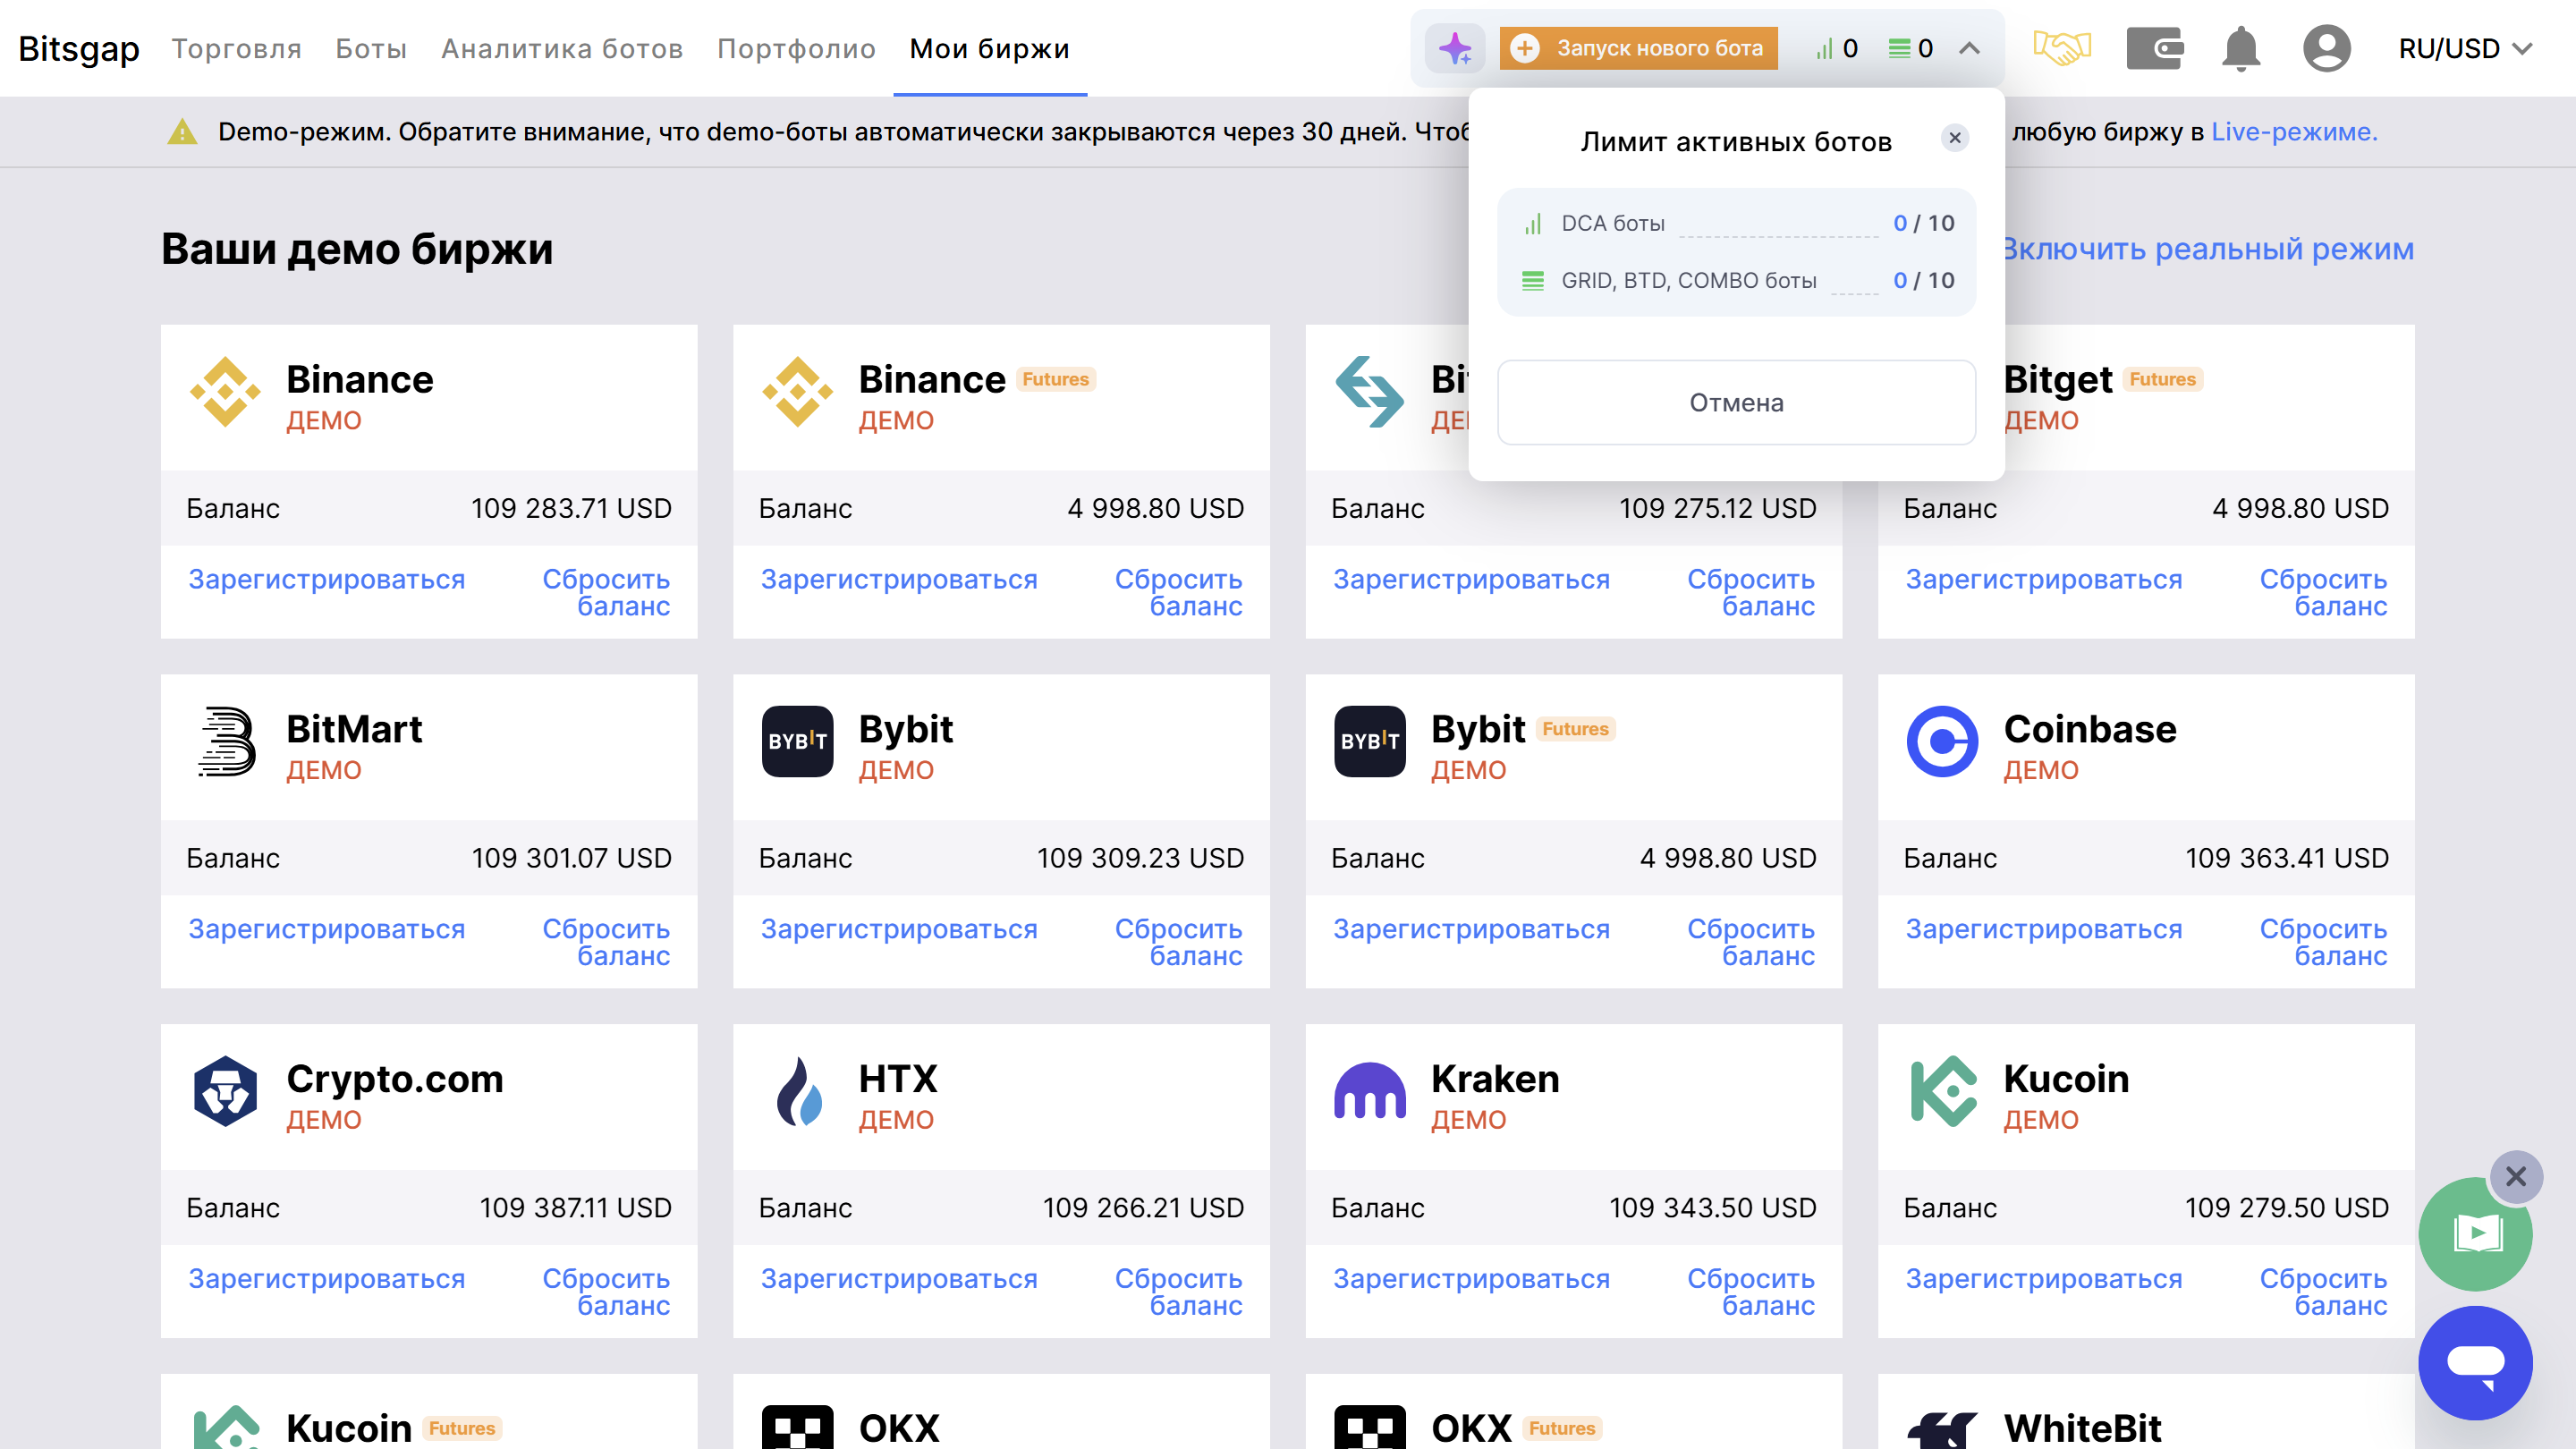 Bitsgap Торговля Боты Аналитика ботов Портфолио Мои биржи Запуск нового бота 0 0 RU/USD
Demo-режим. Обратите внимание, что demo-боты автоматически закрываются через 30 дней. любую биржу в Live-режиме.
Лимит активных ботов
DCA боты 0 / 10
GRID, BTD, COMBO боты 0 / 10
Отмена
Ваши демо биржи Включить реальный режим
Binance
ДЕМО
Баланс 109 283.71 USD
Зарегистрироваться Сбросить
баланс
Binance Futures
ДЕМО
Баланс 4 998.80 USD
Зарегистрироваться Сбросить
баланс
Баланс 109 275.12 USD
Зарегистрироваться Сбросить
баланс
Bitget Futures
ДЕМО
Баланс 4 998.80 USD
Зарегистрироваться Сбросить
баланс
BitMart
ДЕМО
Баланс 109 301.07 USD
Зарегистрироваться Сбросить
баланс
BYBIT
Bybit
ДЕМО
Баланс 109 309.23 USD
Зарегистрироваться Сбросить
баланс
BYBIT
Bybit Futures
ДЕМО
Баланс 4 998.80 USD
Зарегистрироваться Сбросить
баланс
Coinbase
ДЕМО
Баланс 109 363.41 USD
Зарегистрироваться Сбросить
баланс
Crypto.com
ДЕМО
Баланс 109 387.11 USD
Зарегистрироваться Сбросить
баланс
HTX
ДЕМО
Баланс 109 266.21 USD
Зарегистрироваться Сбросить
баланс
Kraken
ДЕМО
Баланс 109 343.50 USD
Зарегистрироваться Сбросить
баланс
Kucoin
ДЕМО
Баланс 109 279.50 USD
Зарегистрироваться Сбросить
баланс
Kucoin Futures
OKX
OKX Futures
WhiteBit